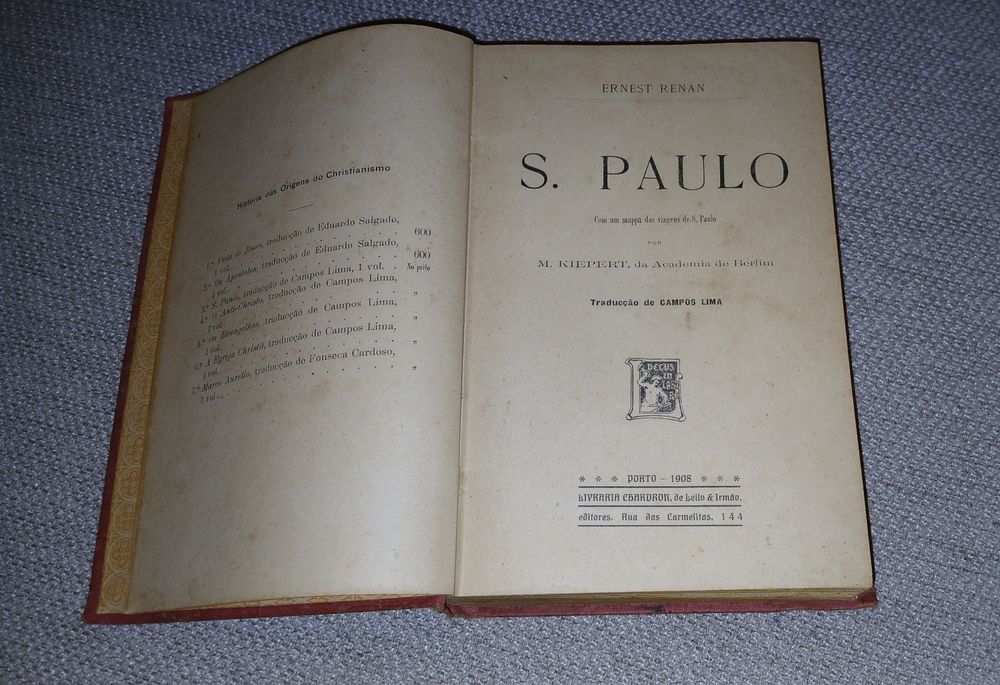 Historia das Origens do Christianismo
1.º Vida de Jesus, traducção de Eduardo Salgado,
1 vol. . . . . . . . . . . . . . 600
2.º Os Apostolos, traducção de Eduardo Salgado,
1 vol. . . . . . . . . . . . . . 600
3.º S. Paulo, traducção de Campos Lima, 1 vol. . No prélo
4.º O Anti-Christo, traducção de Campos Lima,
1 vol. . . . . . . . . . . . . . „
5.º Os Evangelhos, traducção de Campos Lima,
1 vol. . . . . . . . . . . . . . „
6.º A Egreja Christã, traducção de Campos Lima,
1 vol. . . . . . . . . . . . . . „
7.º Marco Aurelio, traducção de Fonseca Cardoso,
1 vol. . . . . . . . . . . . . . „
ERNEST RENAN
S. PAULO
Com um mappa das viagens de S. Paulo
POR
M. KIEPERT, da Academia de Berlim
Traducção de CAMPOS LIMA
DECUS
IN
* * * PORTO — 1908 * * *
LIVRARIA CHARDRON, de Lello & Irmão,
editores. Rua das Carmelitas, 144